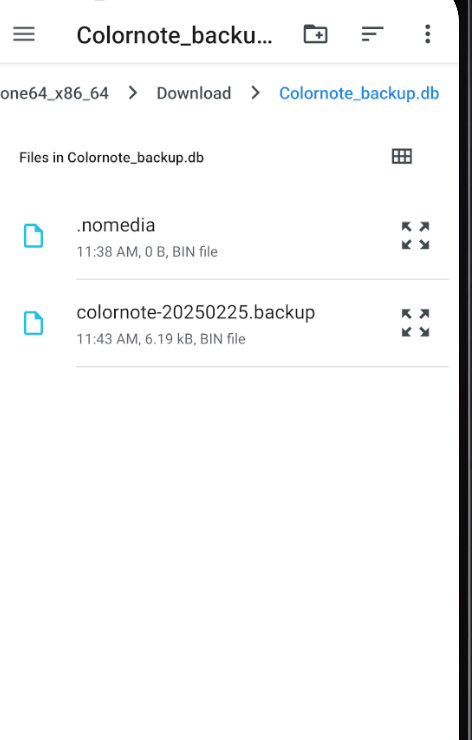 Colornote_backu...
one64_x86_64 > Download > Colornote_backup.db
Files in Colornote_backup.db
.nomedia
11:38 AM, 0 B, BIN file
colornote-20250225.backup
11:43 AM, 6.19 kB, BIN file